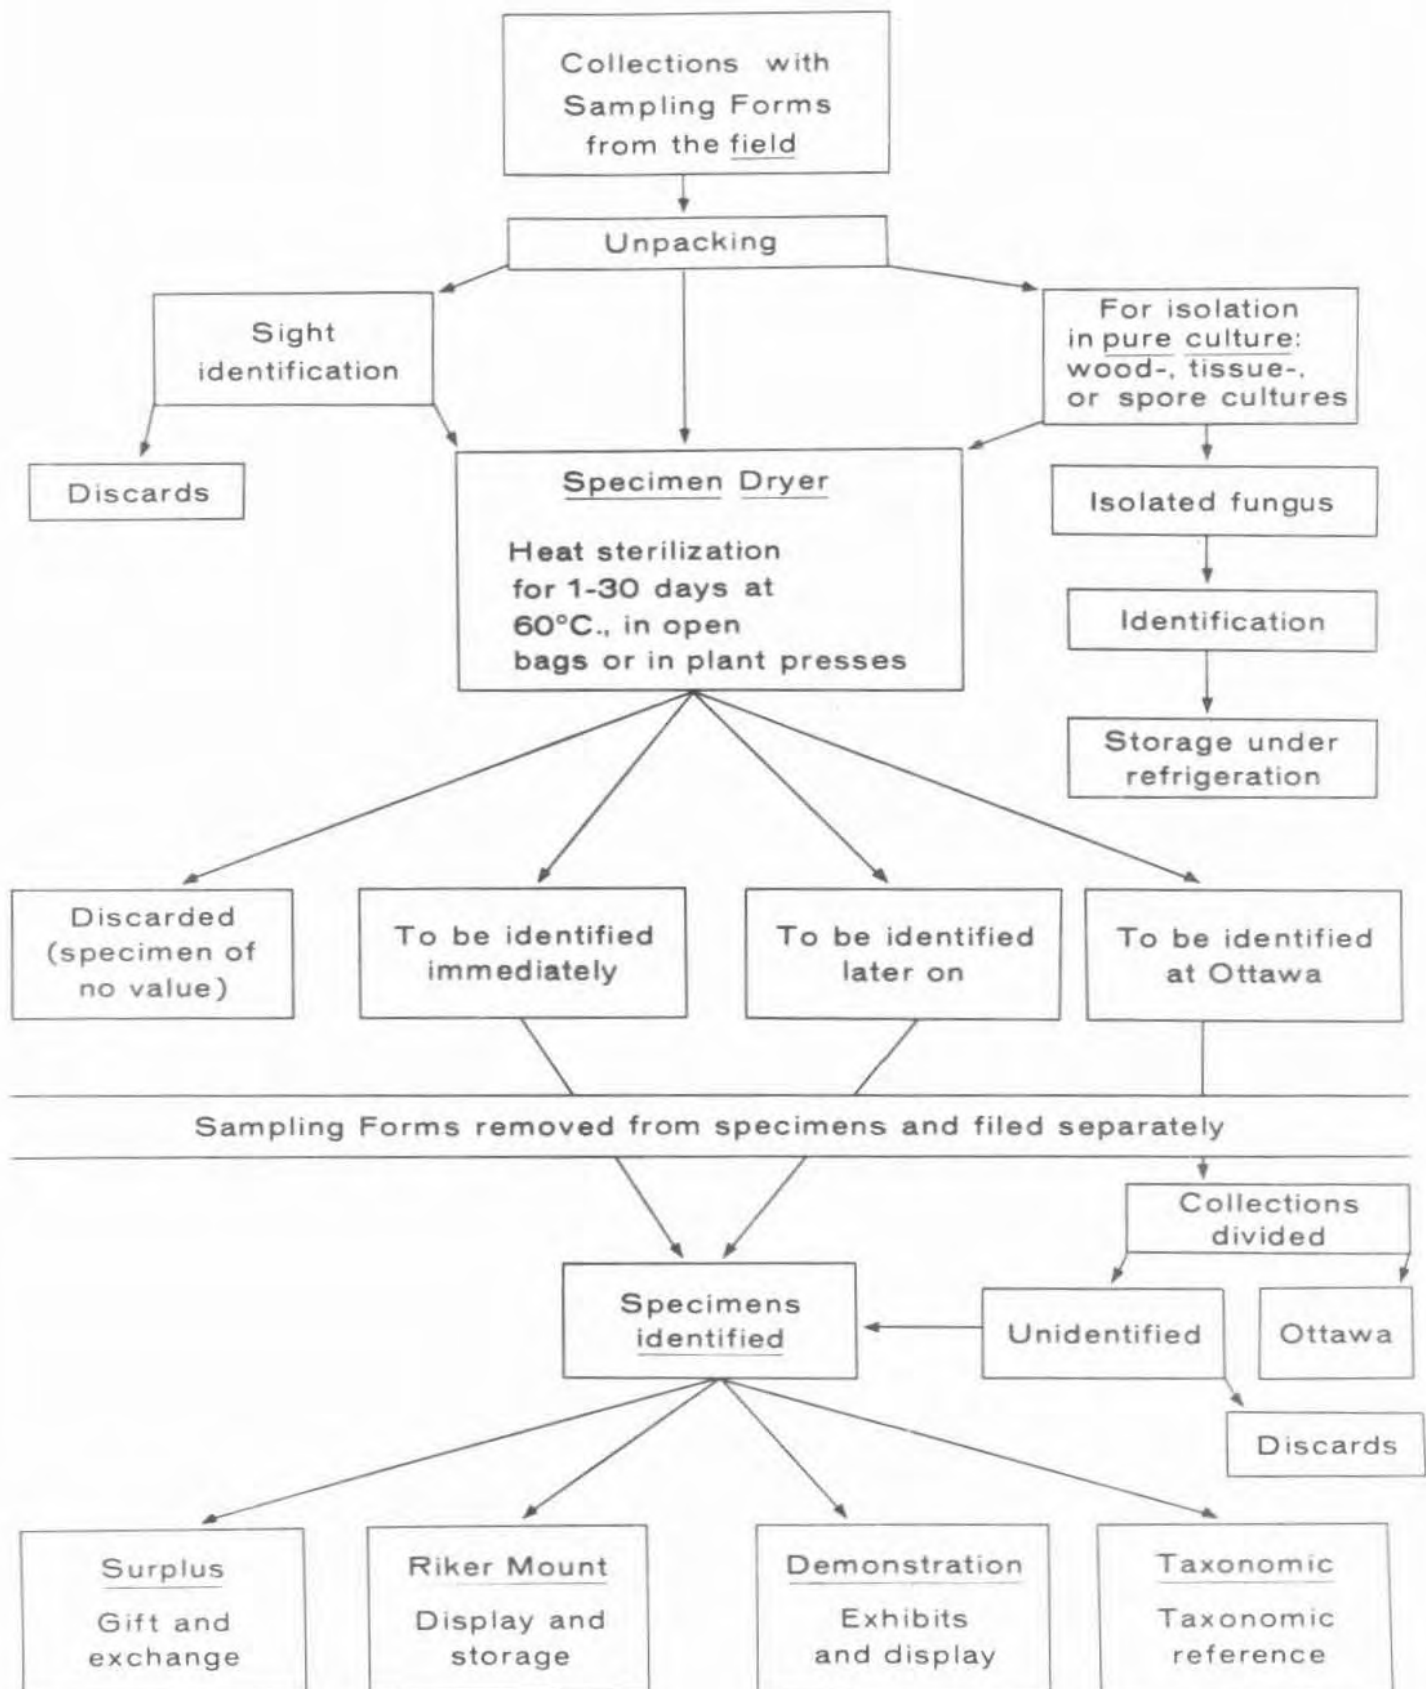 Collections with
Sampling Forms
from the field
Unpacking
Sight
identification
For isolation
in pure culture:
wood-, tissue-,
or spore cultures
Discards
Specimen Dryer
Heat sterilization
for 1-30 days at
60°C., in open
bags or in plant presses
Isolated fungus
Identification
Storage under
refrigeration
Discarded
(specimen of
no value)
To be identified
immediately
To be identified
later on
To be identified
at Ottawa
Sampling Forms removed from specimens and filed separately
Collections
divided
Specimens
identified
Unidentified
Ottawa
Discards
Surplus
Gift and
exchange
Riker Mount
Display and
storage
Demonstration
Exhibits
and display
Taxonomic
Taxonomic
reference